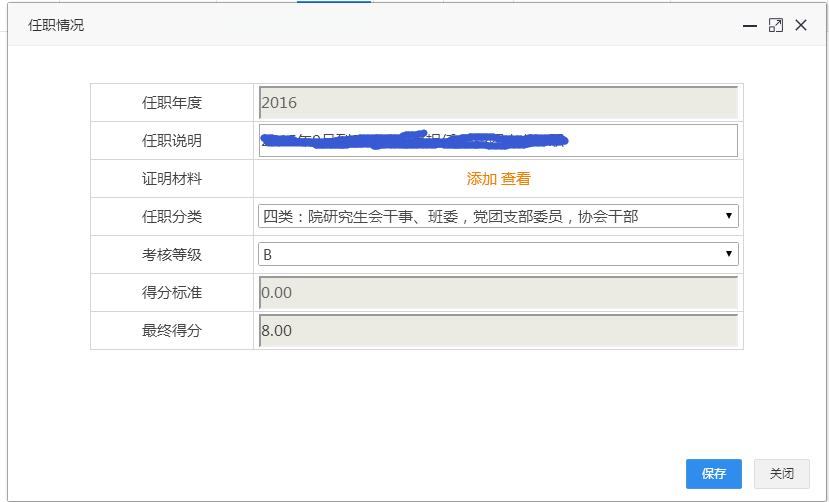 任职情况
任职年度 2016
任职说明
证明材料 添加 查看
任职分类 四类：院研究生会干事、班委，党团支部委员，协会干部
考核等级 B
得分标准 0.00
最终得分 8.00
保存 关闭